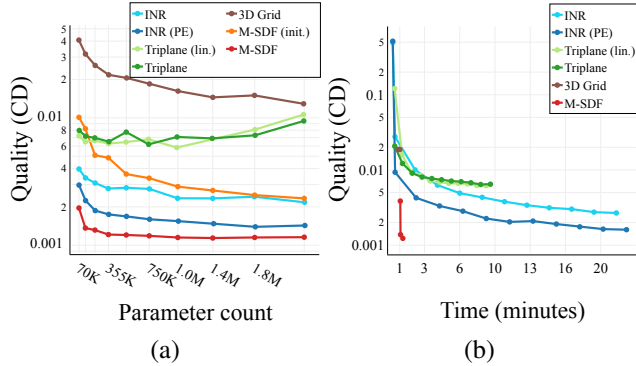 INR
INR (PE)
Triplane (lin.)
Triplane
3D Grid
M-SDF (init.)
M-SDF
Quality (CD)
5
4
3
2
0.01
8
6
4
2
0.001
70K
355K
750K
1.0M
1.4M
1.8M
Parameter count
(a)
INR
INR (PE)
Triplane (lin.)
Triplane
3D Grid
M-SDF
Quality (CD)
5
2
0.1
5
2
0.01
5
2
0.001
1
3
6
10
13
16
20
Time (minutes)
(b)